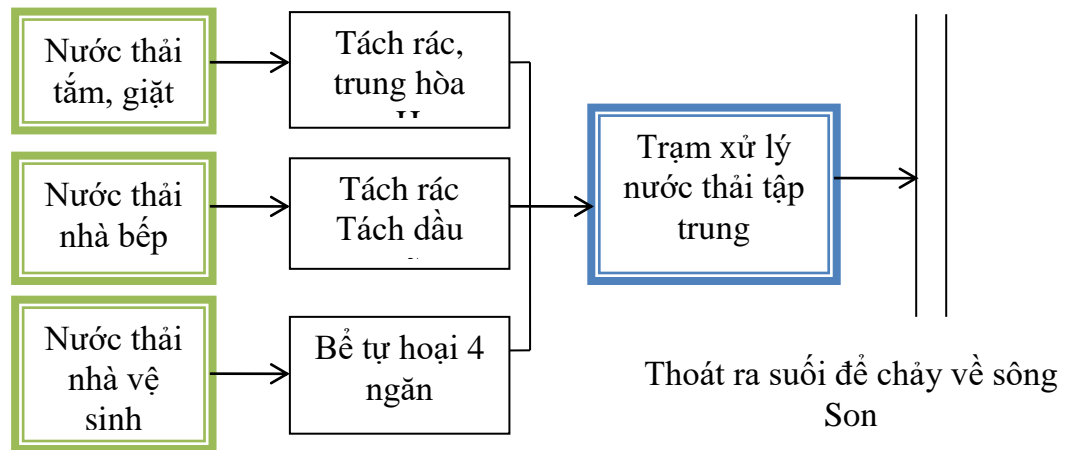 Nước thải
tắm, giặt
Tách rác,
trung hòa
Nước thải
nhà bếp
Tách rác
Tách dầu
Nước thải
nhà vệ
sinh
Bể tự hoại 4
ngăn
Trạm xử lý
nước thải tập
trung
Thoát ra suối để chảy về sông
Son